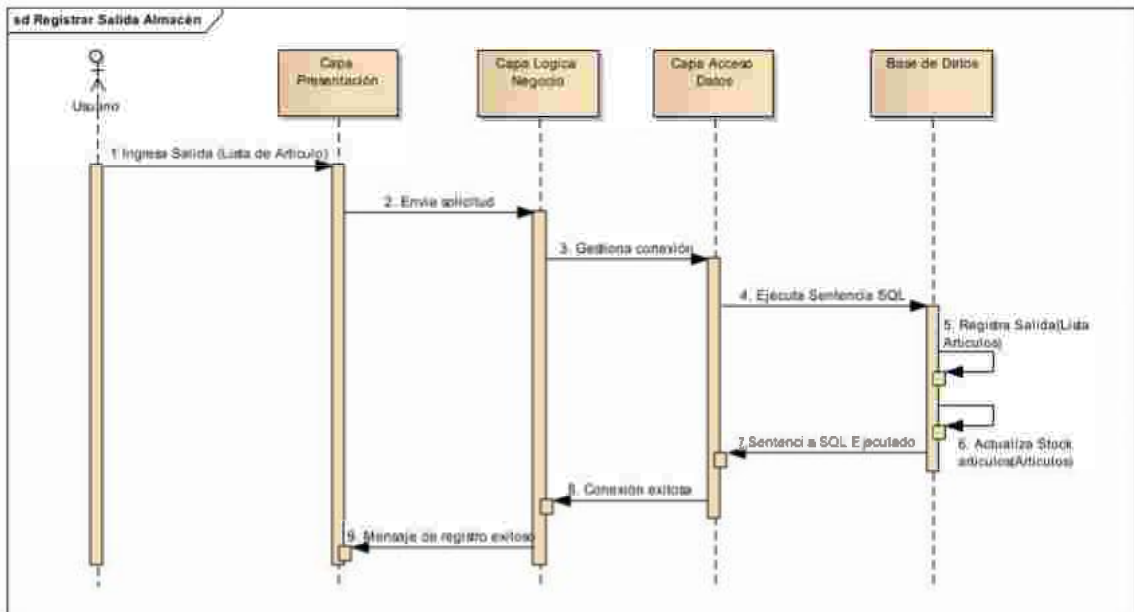 sd Registrar Salida Almacén
Usuario
Capa
Presentación
Capa Logica
Negocio
Capa Acceso
Datos
Base de Datos
1 Ingresa Salida (Lista de Articulo)
2. Envia solicitud
3. Gestiona conexión
4. Ejecuta Sentencia SQL
5. Registra Salida(Lista
Articulos)
6. Actualiza Stock
articulos(Articulos)
7.Sentenci a SQL E jeculado
8. Conexión exitosa
9. Mensaje de registro exitoso